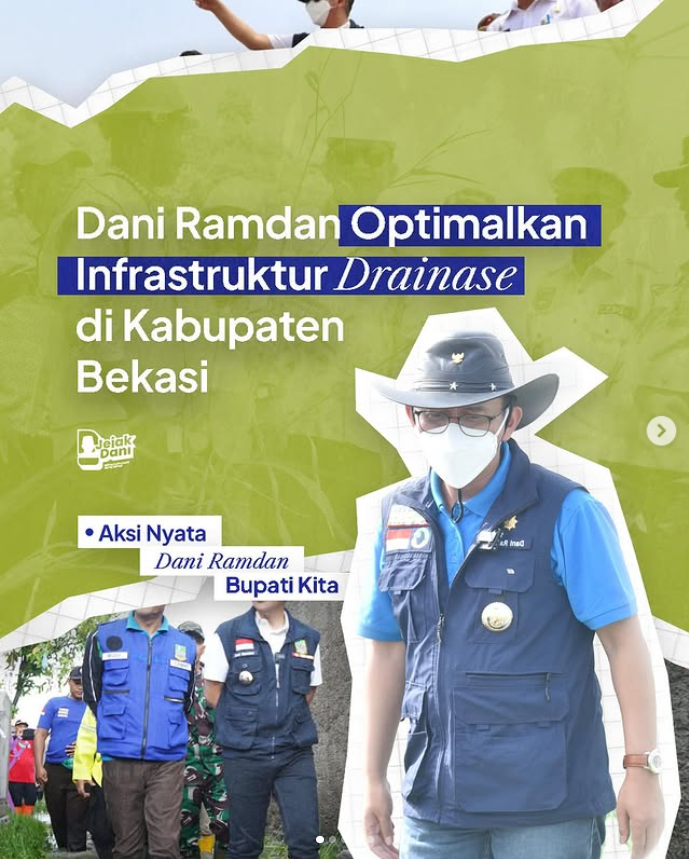 Dani Ramdan Optimalkan
Infrastruktur Drainase
di Kabupaten
Bekasi
Jejak
Dani
• Aksi Nyata
Dani Ramdan
Bupati Kita